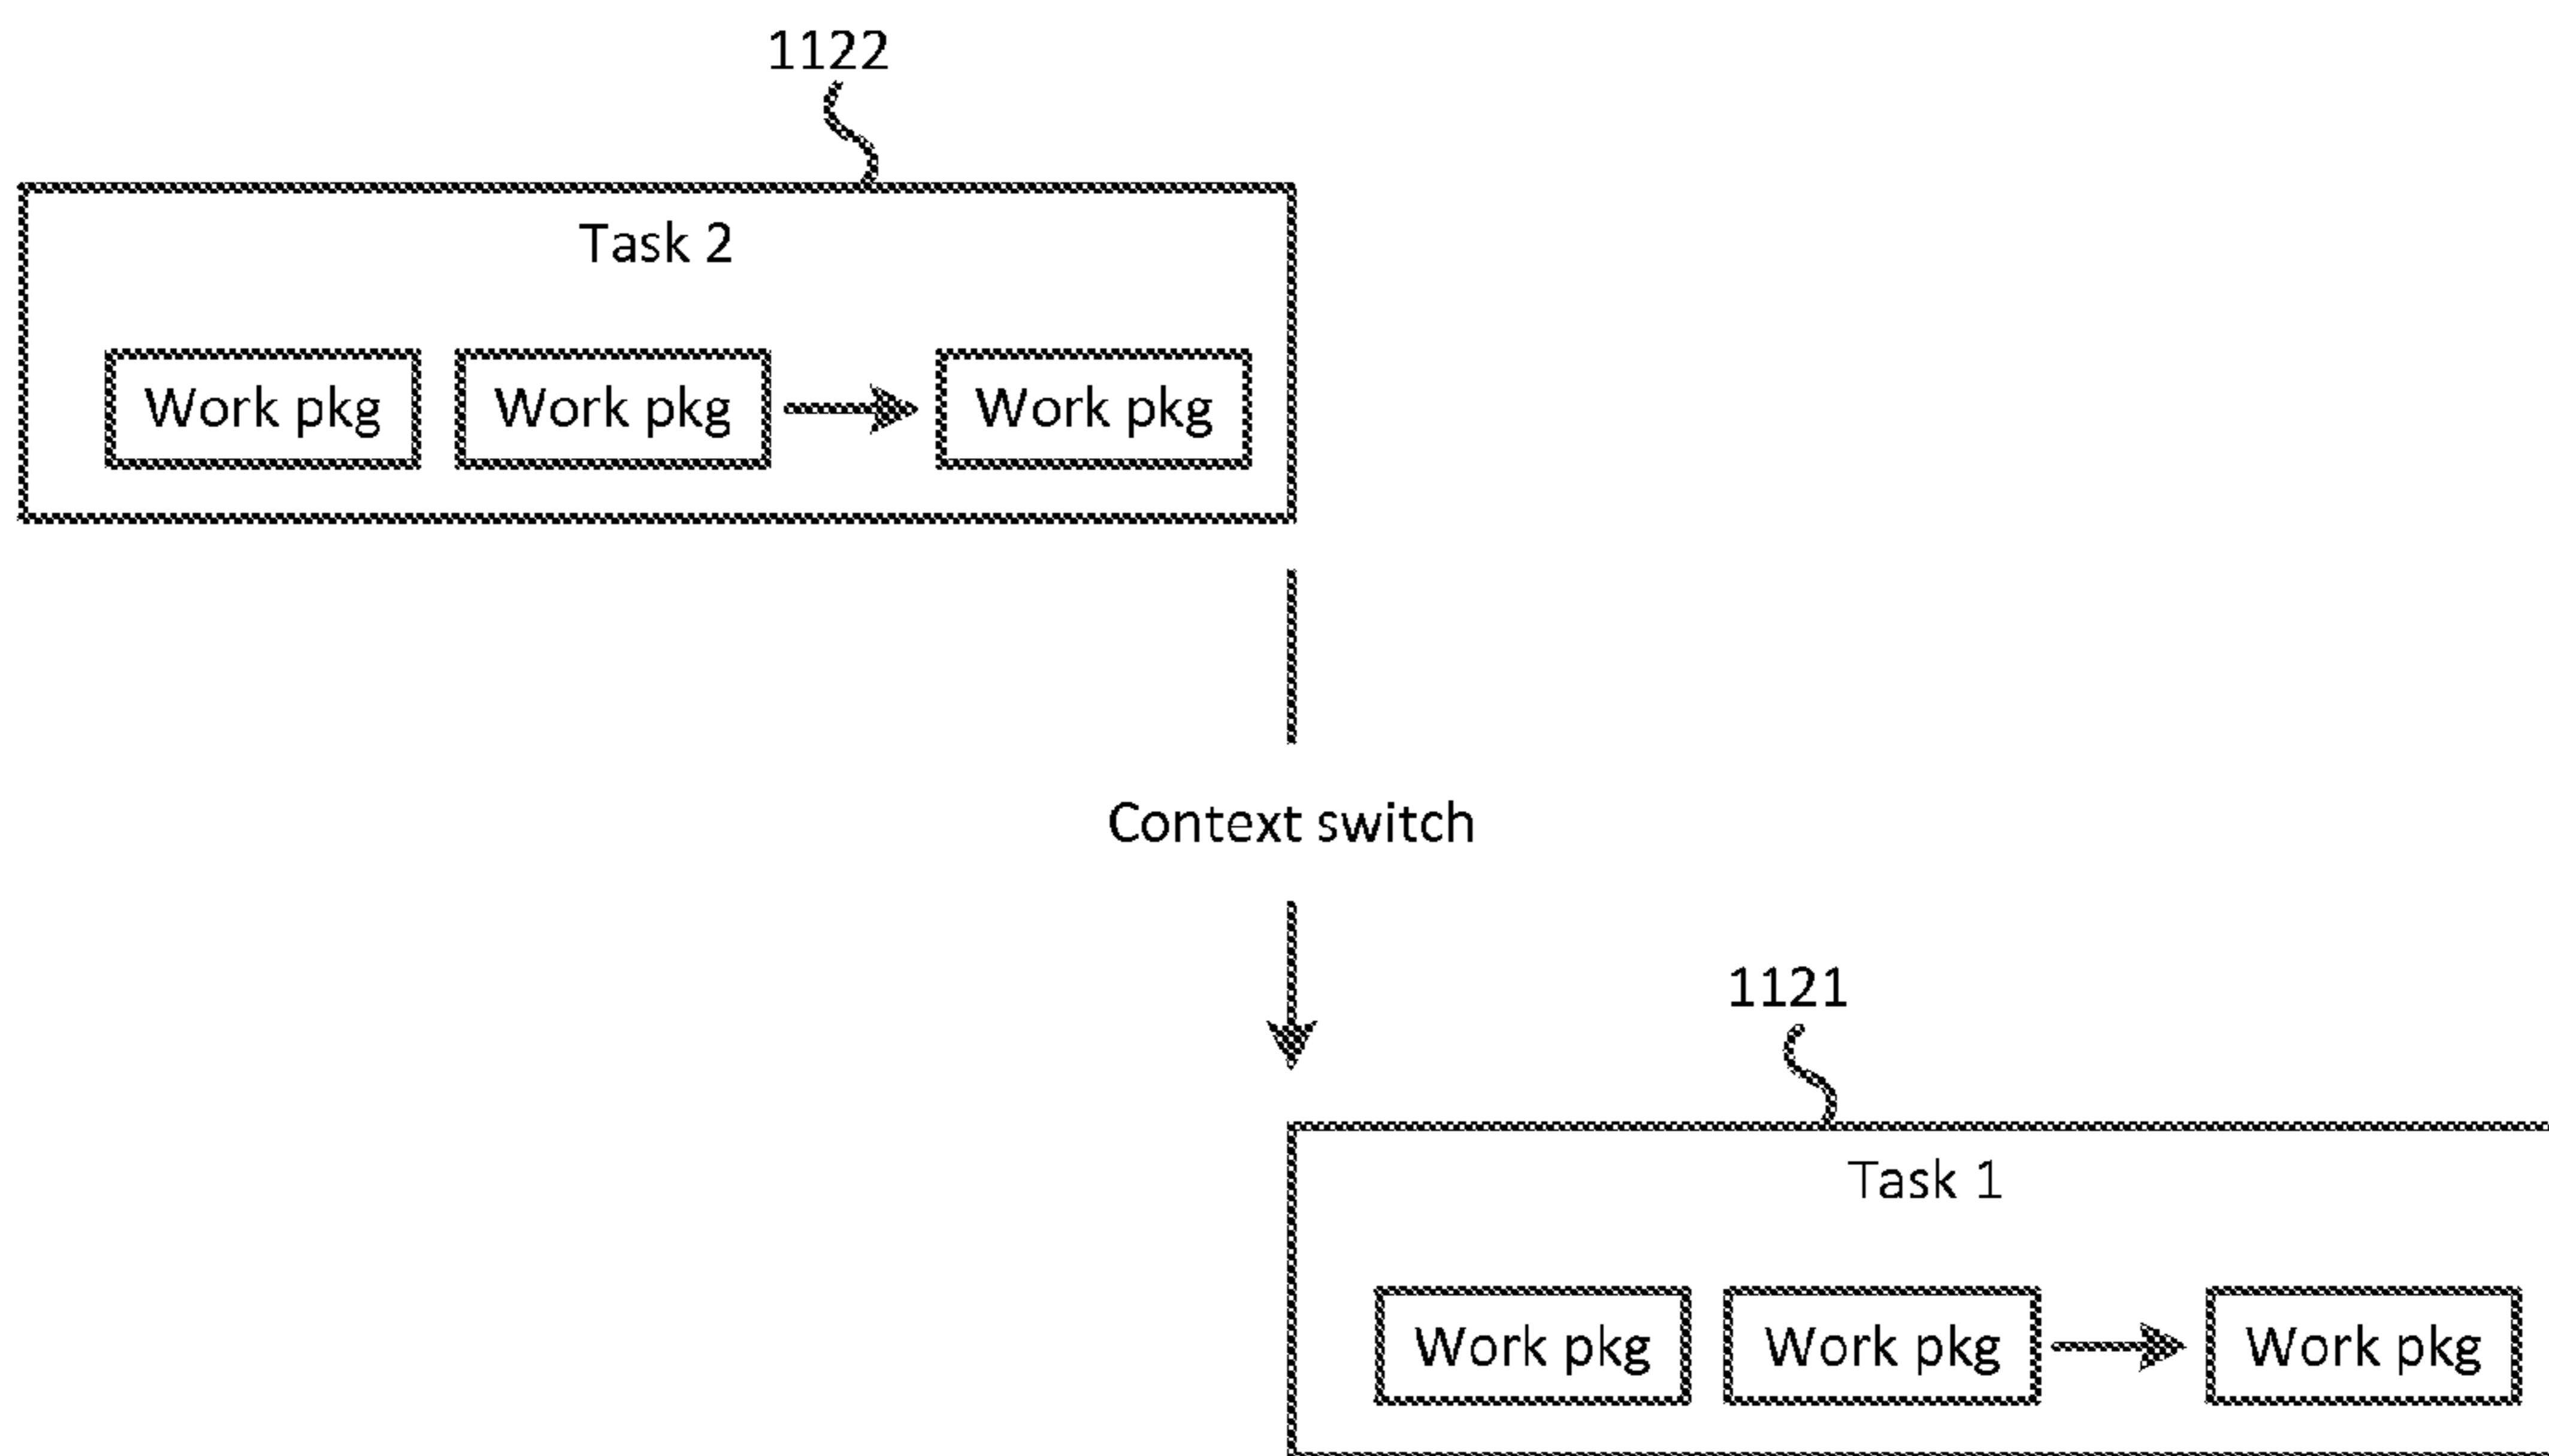 1122
Task 2
Work pkg Work pkg Work pkg
Context switch
1121
Task 1
Work pkg Work pkg Work pkg